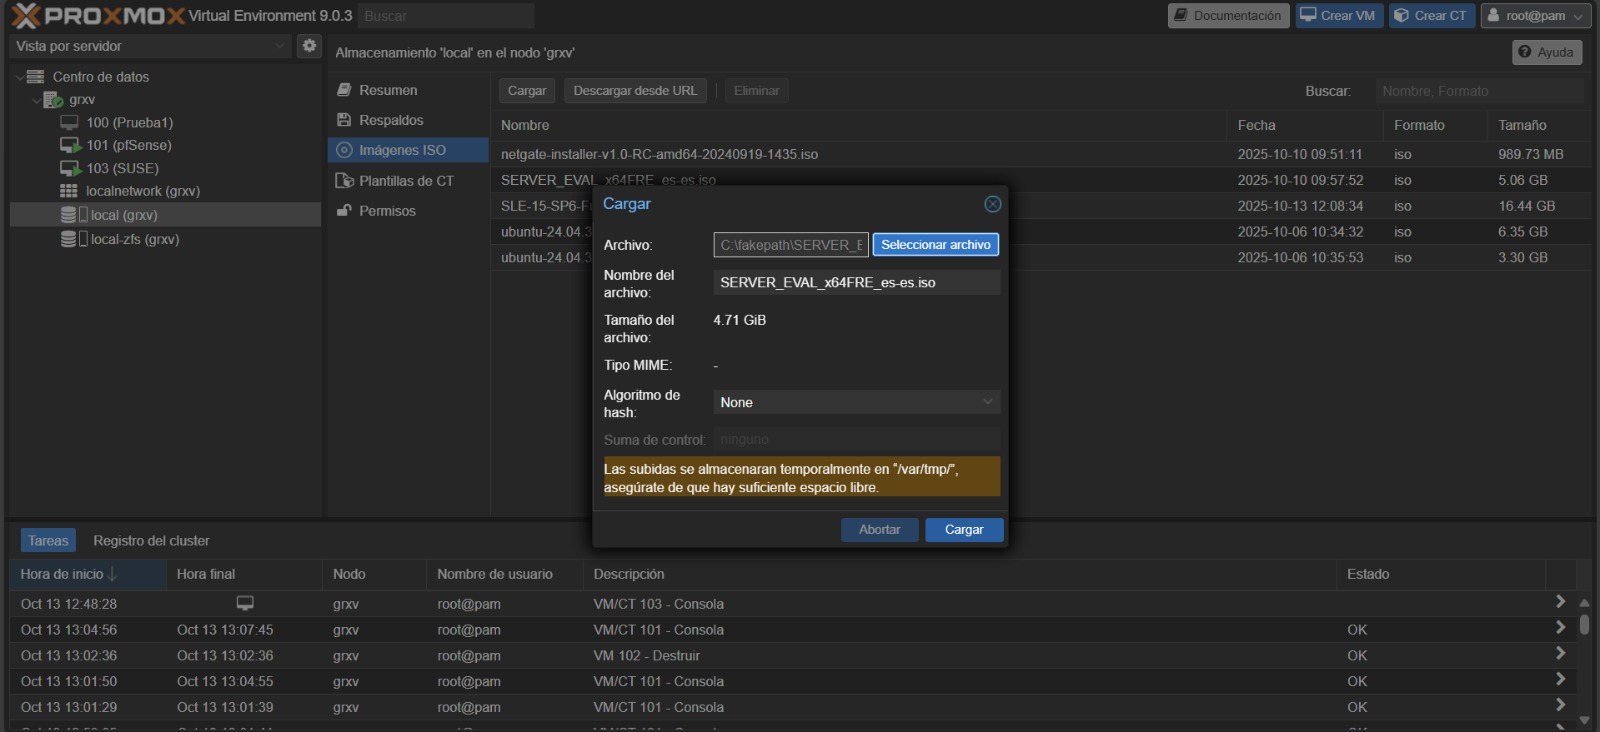 PROXMOX Virtual Environment 9.0.3 Buscar Documentación Crear VM Crear CT root@pam
Vista por servidor
Almacenamiento 'local' en el nodo 'grxv' Ayuda
Centro de datos
grxv
100 (Prueba1)
101 (pfSense)
103 (SUSE)
localnetwork (grxv)
local (grxv)
local-zfs (grxv)
Resumen
Respaldos
Imágenes ISO
Plantillas de CT
Permisos
Cargar Descargar desde URL Eliminar Buscar: Nombre, Formato
Nombre Fecha Formato Tamaño
netgate-installer-v1.0-RC-amd64-20240919-1435.iso 2025-10-10 09:51:11 iso 989.73 MB
SERVER_EVAL_x64FRE_es-es.iso 2025-10-10 09:57:52 iso 5.06 GB
SLE-15-SP6-F 2025-10-13 12:08:34 iso 16.44 GB
ubuntu-24.04.3 2025-10-06 10:34:32 iso 6.35 GB
ubuntu-24.04.3 2025-10-06 10:35:53 iso 3.30 GB
Cargar
Archivo: C:\fakepath\SERVER_E Seleccionar archivo
Nombre del
archivo: SERVER_EVAL_x64FRE_es-es.iso
Tamaño del
archivo: 4.71 GiB
Tipo MIME: -
Algoritmo de
hash: None
Suma de control: ninguno
Las subidas se almacenaran temporalmente en "/var/tmp/",
asegúrate de que hay suficiente espacio libre.
Abortar Cargar
Tareas Registro del cluster
Hora de inicio Hora final Nodo Nombre de usuario Descripción Estado
Oct 13 12:48:28 grxv root@pam VM/CT 103 - Consola
Oct 13 13:04:56 Oct 13 13:07:45 grxv root@pam VM/CT 101 - Consola OK
Oct 13 13:02:36 Oct 13 13:02:36 grxv root@pam VM 102 - Destruir OK
Oct 13 13:01:50 Oct 13 13:04:55 grxv root@pam VM/CT 101 - Consola OK
Oct 13 13:01:29 Oct 13 13:01:39 grxv root@pam VM/CT 101 - Consola OK